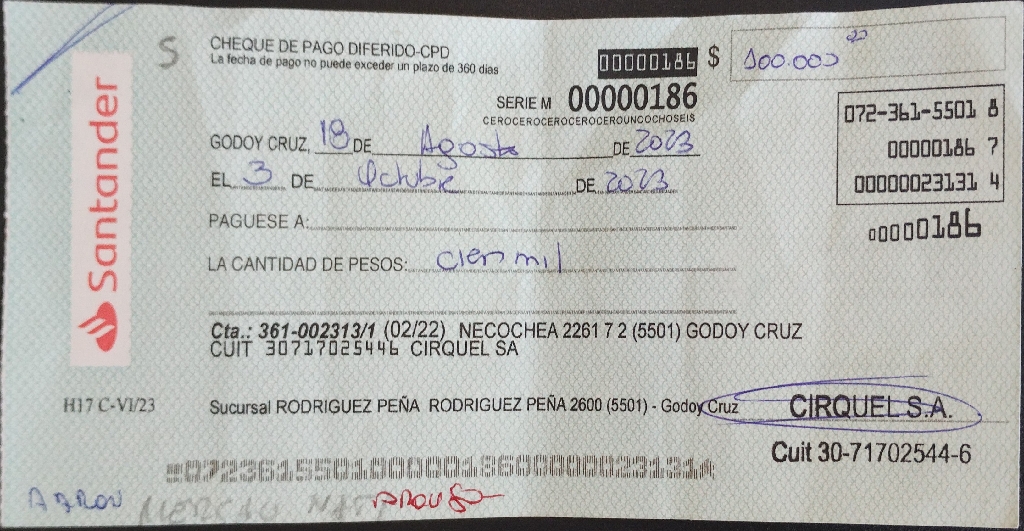 S
CHEQUE DE PAGO DIFERIDO-CPD
La fecha de pago no puede exceder un plazo de 360 días
00000186 $ 100.000 00
SERIE M 00000186
CEROCEROCEROCEROCEROUNOCHOSEIS
072-361-5501 8
00000186 7
00000023131 4
00000186
GODOY CRUZ, 18 DE Agosto DE 2023
EL 3 DE Octubre DE 2023
PAGUESE A:
LA CANTIDAD DE PESOS: cien mil
Santander
Cta.: 361-002313/1 (02/22) NECOCHEA 2261 7 2 (5501) GODOY CRUZ
CUIT 30717025446 CIRQUEL SA
H17 C-VI/23
Sucursal RODRIGUEZ PEÑA RODRIGUEZ PEÑA 2600 (5501) - Godoy Cruz
CIRQUEL S.A.
Cuit 30-71702544-6